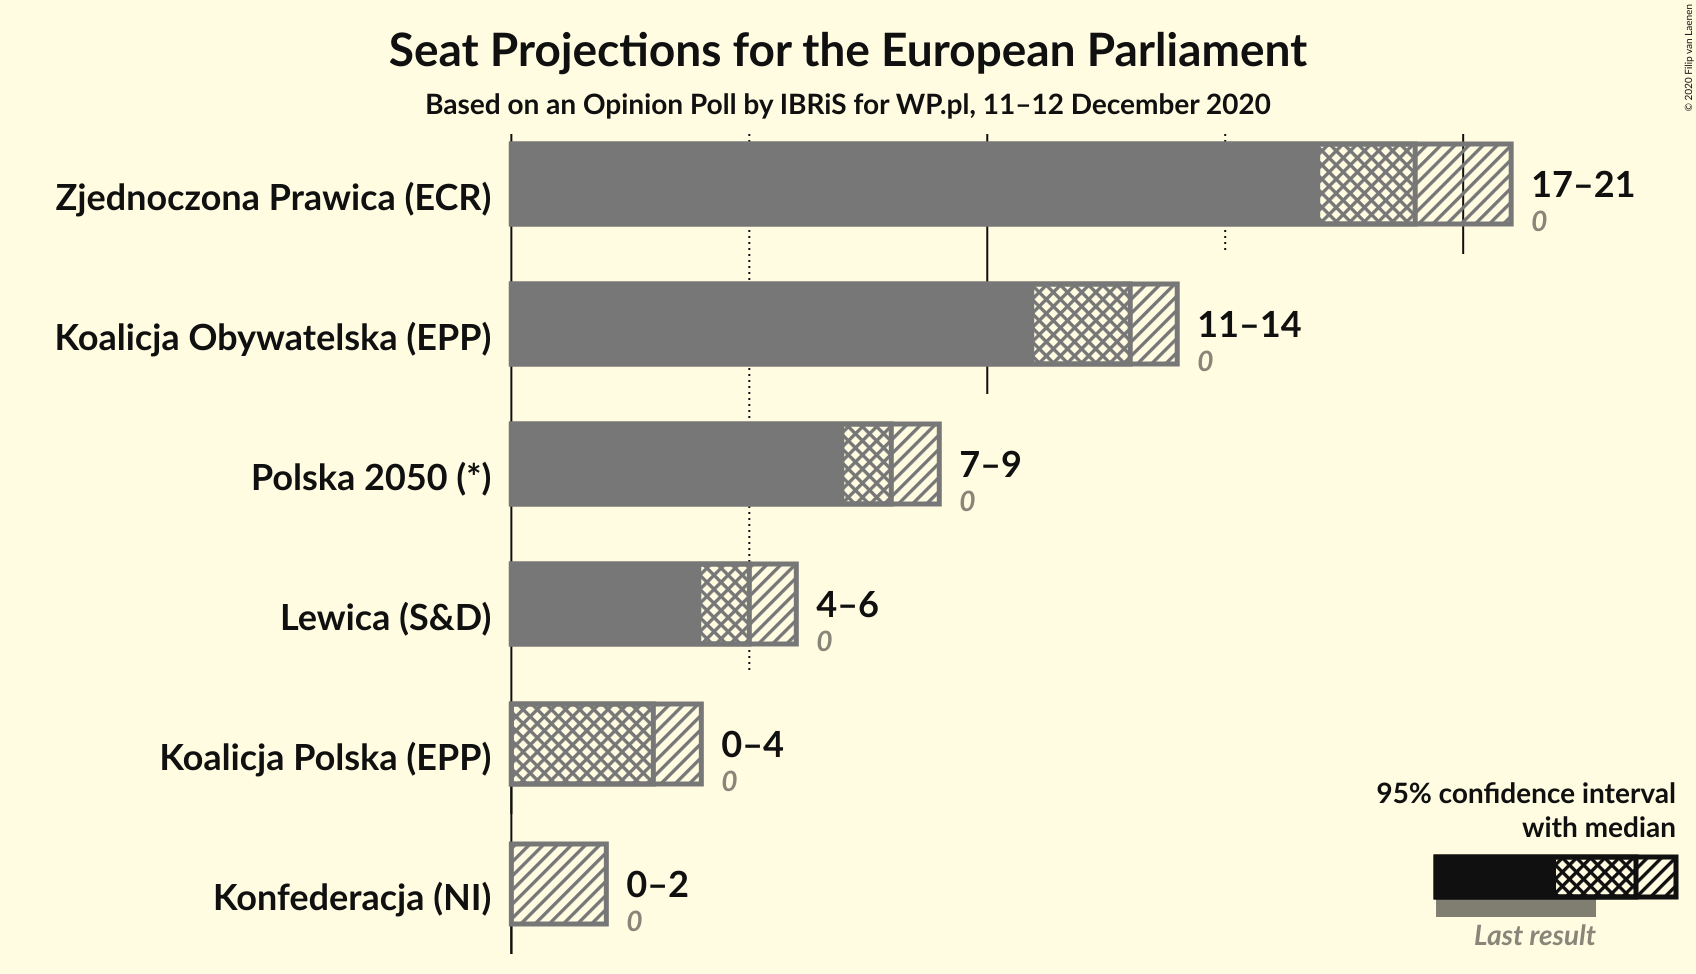 Seat Projections for the European Parliament
Based on an Opinion Poll by IBRiS for WP.pl, 11–12 December 2020
© 2020 Filip van Laenen
Zjednoczona Prawica (ECR)
17–21
0
Koalicja Obywatelska (EPP)
11–14
0
Polska 2050 (*)
7–9
0
Lewica (S&D)
4–6
0
Koalicja Polska (EPP)
0–4
0
Konfederacja (NI)
0–2
0
95% confidence interval
with median
Last result